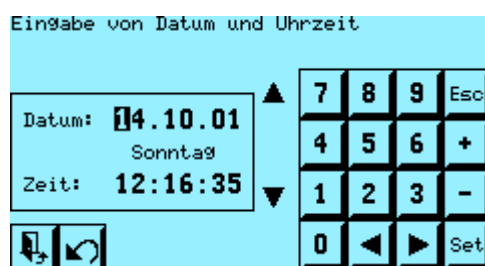 Eingabe von Datum und Uhrzeit
7 8 9 Esc
Datum: 14.10.01
Sonntag
4 5 6 +
Zeit: 12:16:35
1 2 3 -
0 Set